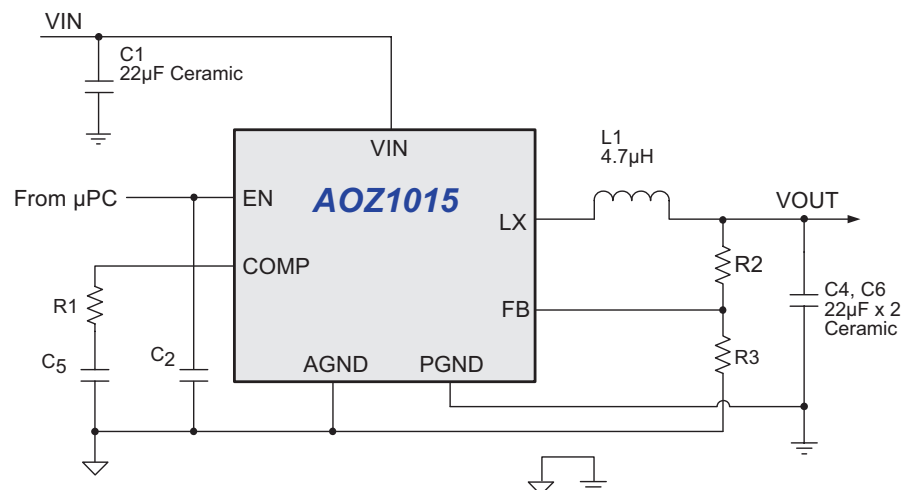 VIN
C1
22µF Ceramic
VIN
L1
4.7µH
From µPC
EN
AOZ1015
LX
VOUT
COMP
R2
R1
FB
C4, C6
22µF x 2
Ceramic
C5
C2
R3
AGND
PGND